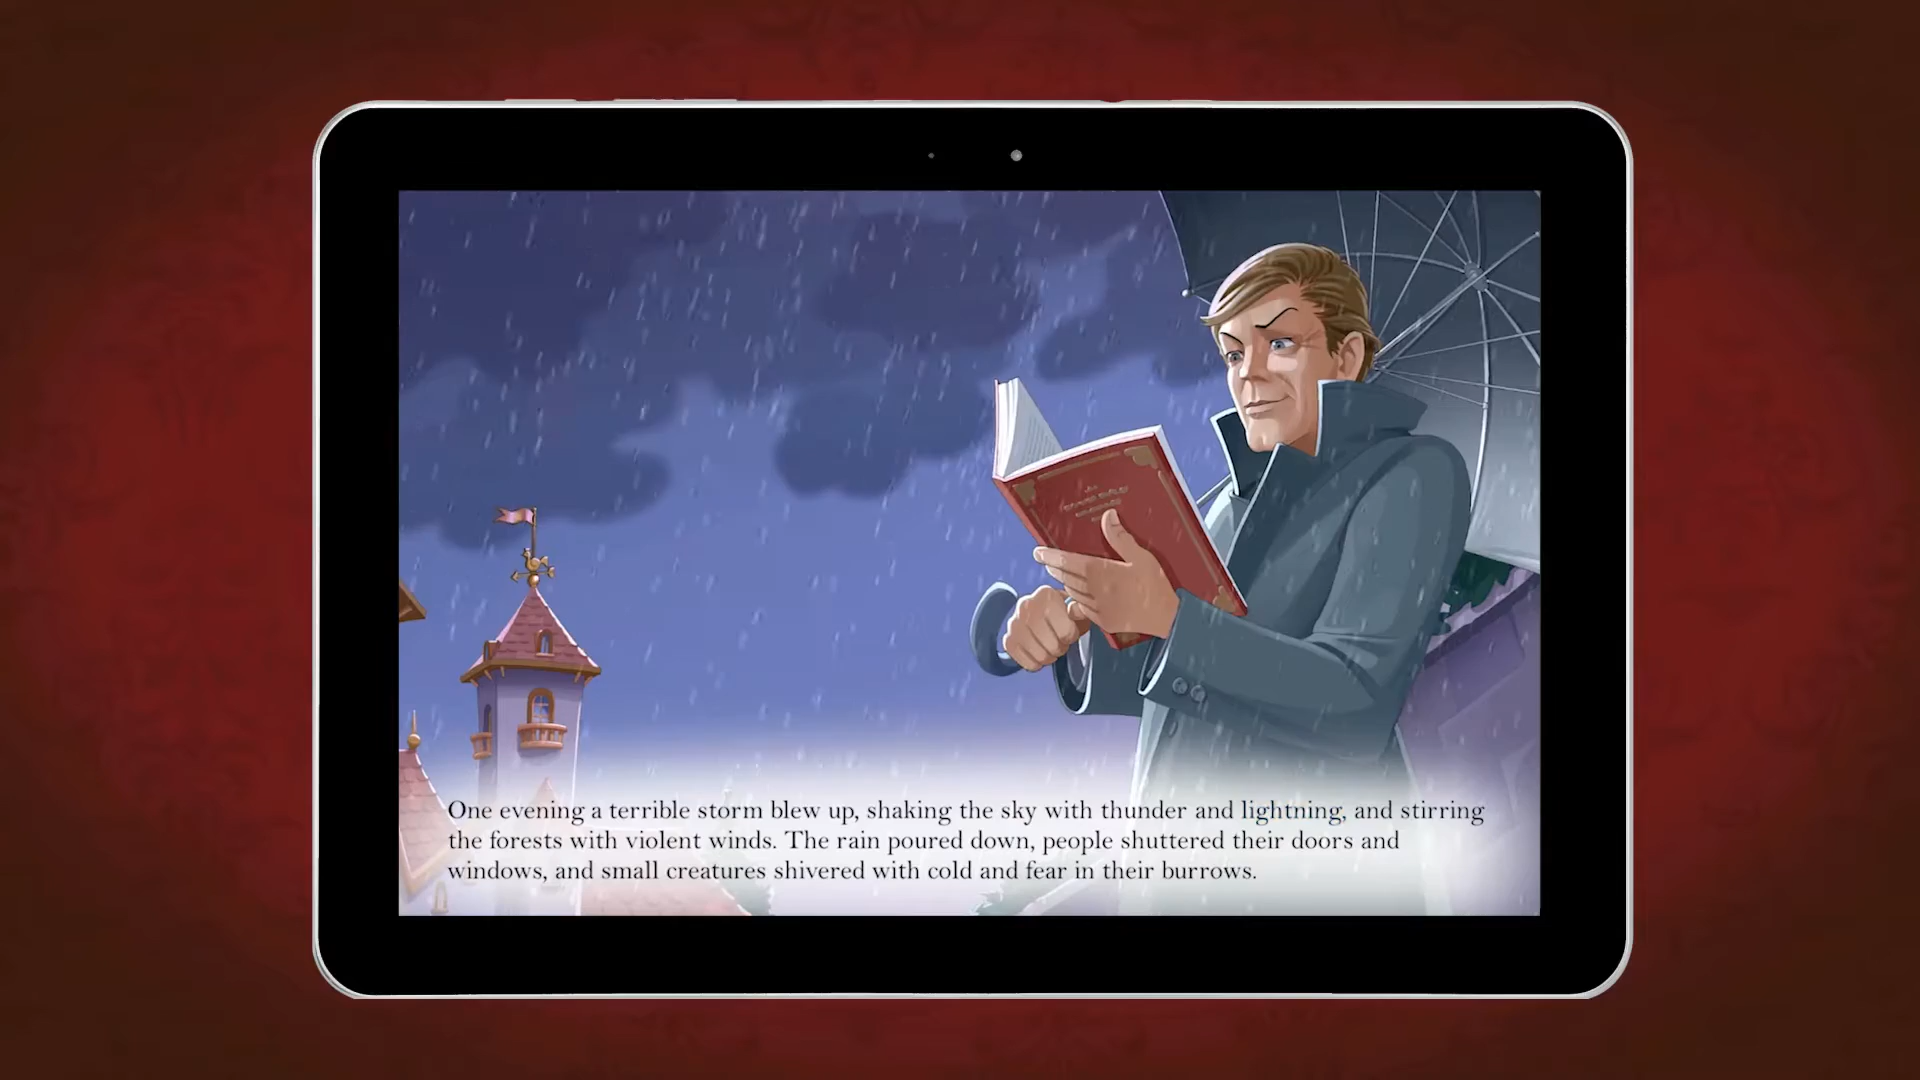 One evening a terrible storm blew up, shaking the sky with thunder and lightning, and stirring
the forests with violent winds. The rain poured down, people shuttered their doors and
windows, and small creatures shivered with cold and fear in their burrows.